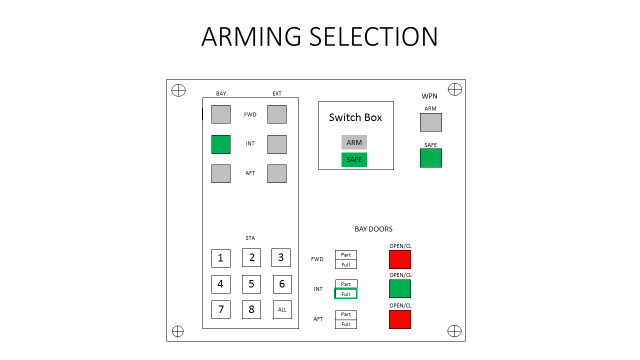 ARMING SELECTION
BAY EXT
FWD
INT
AFT
Switch Box
ARM
SAFE
WPN
ARM
SAFE
STA
1 2 3
4 5 6
7 8 ALL
BAY DOORS
OPEN/CL
FWD Part
Full
OPEN/CL
INT Part
Full
OPEN/CL
AFT Part
Full